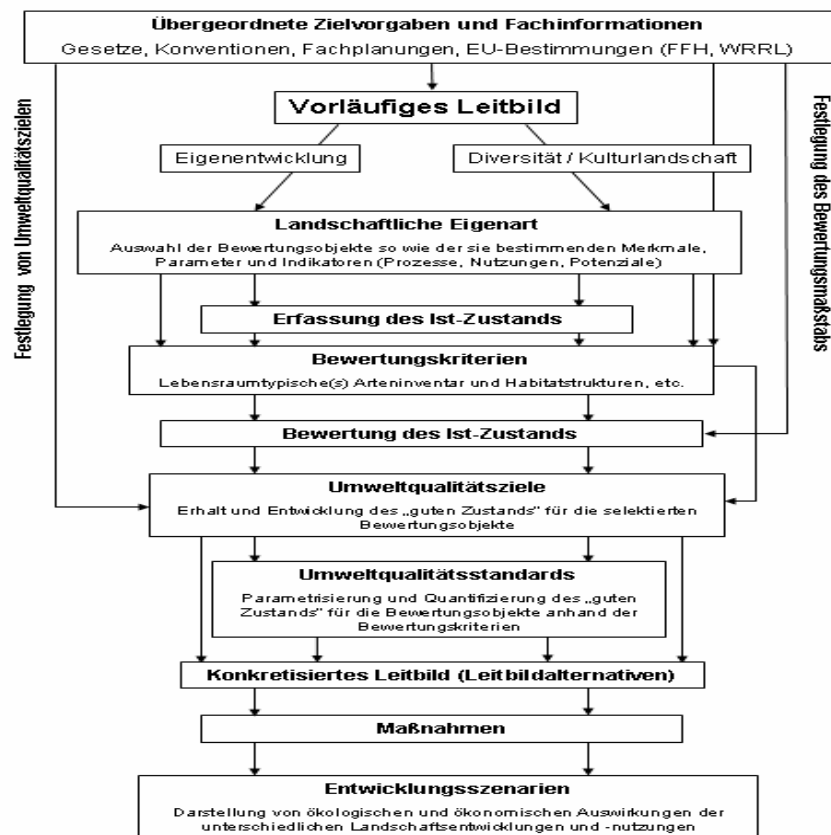 Übergeordnete Zielvorgaben und Fachinformationen
Gesetze, Konventionen, Fachplanungen, EU-Bestimmungen (FFH, WRRL)
Festlegung von Umweltqualitätszielen
Festlegung des Bewertungsmaßstabs
Vorläufiges Leitbild
Eigenentwicklung
Diversität / Kulturlandschaft
Landschaftliche Eigenart
Auswahl der Bewertungsobjekte so wie der sie bestimmenden Merkmale,
Parameter und Indikatoren (Prozesse, Nutzungen, Potenziale)
Erfassung des Ist-Zustands
Bewertungskriterien
Lebensraumtypische(s) Arteninventar und Habitatstrukturen, etc.
Bewertung des Ist-Zustands
Umweltqualitätsziele
Erhalt und Entwicklung des „guten Zustands" für die selektierten
Bewertungsobjekte
Umweltqualitätsstandards
Parametrisierung und Quantifizierung des „guten
Zustands" für die Bewertungsobjekte anhand der
Bewertungskriterien
Konkretisiertes Leitbild (Leitbildalternativen)
Maßnahmen
Entwicklungsszenarien
Darstellung von ökologischen und ökonomischen Auswirkungen der
unterschiedlichen Landschaftsentwicklungen und -nutzungen